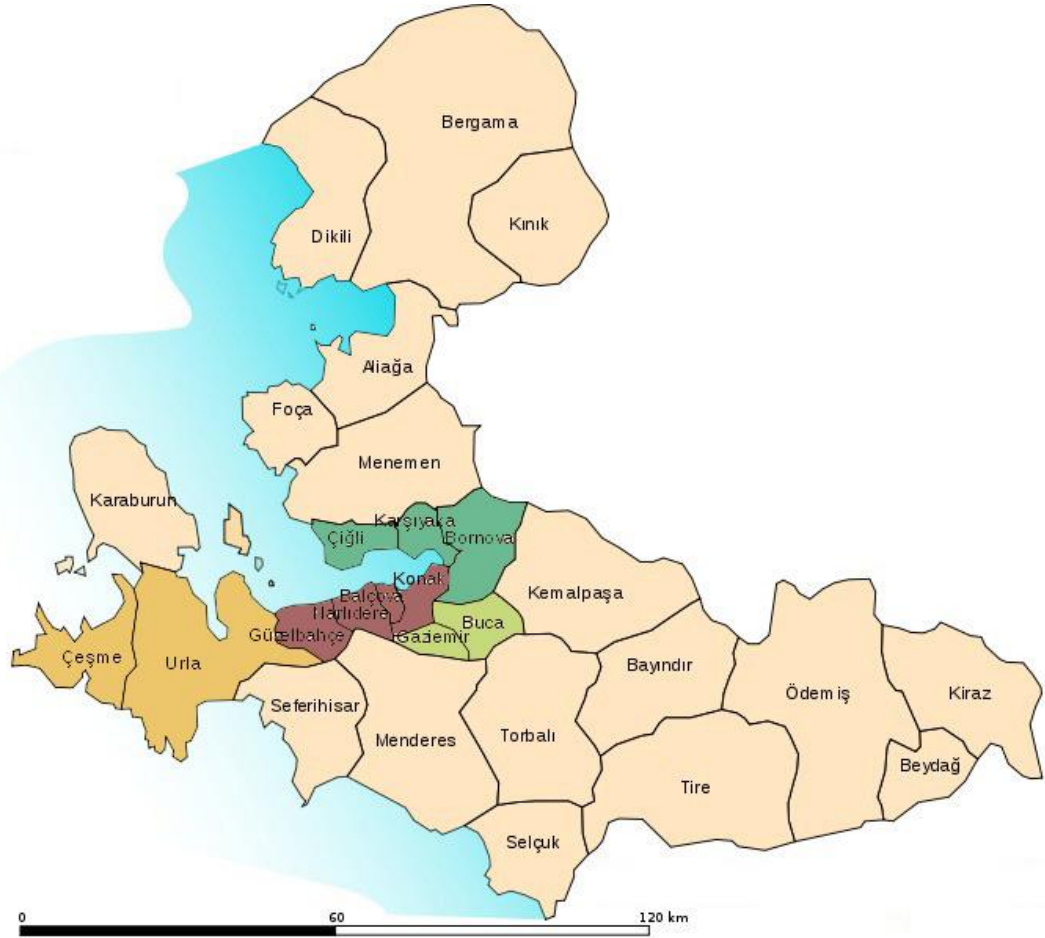 Bergama
Kınık
Dikili
Aliağa
Foça
Menemen
Karaburun
Karşıyaka
Çiğli
Bornova
Konak
Balçova
Narlıdere
Kemalpaşa
Güzelbahçe
Gaziemir
Buca
Çeşme
Urla
Bayındır
Seferihisar
Menderes
Torbalı
Ödemiş
Kiraz
Beydağ
Tire
Selçuk
0 60 120 km